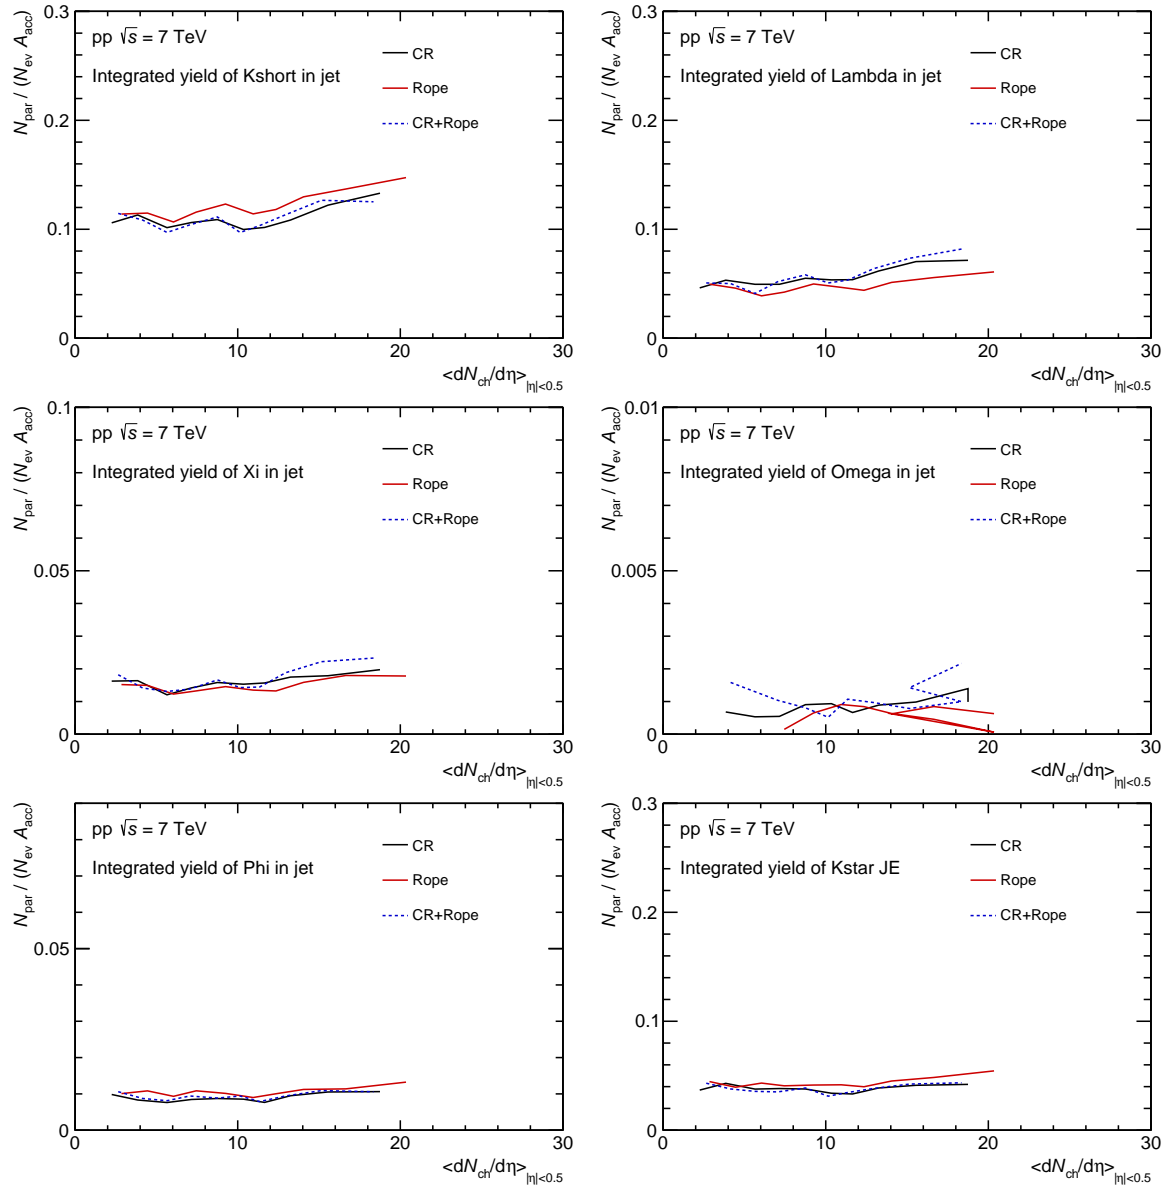 0.3
pp √s = 7 TeV
CR
Integrated yield of Kshort in jet
Rope
CR+Rope
N_par / (N_ev A_acc)
0.2
0.1
0
0 10 20 30
<dN_ch/dη>_|η|<0.5
0.3
pp √s = 7 TeV
CR
Integrated yield of Lambda in jet
Rope
CR+Rope
N_par / (N_ev A_acc)
0.2
0.1
0
0 10 20 30
<dN_ch/dη>_|η|<0.5
0.1
pp √s = 7 TeV
CR
Integrated yield of Xi in jet
Rope
CR+Rope
N_par / (N_ev A_acc)
0.05
0
0 10 20 30
<dN_ch/dη>_|η|<0.5
0.01
pp √s = 7 TeV
CR
Integrated yield of Omega in jet
Rope
CR+Rope
N_par / (N_ev A_acc)
0.005
0
0 10 20 30
<dN_ch/dη>_|η|<0.5
pp √s = 7 TeV
CR
Integrated yield of Phi in jet
Rope
CR+Rope
N_par / (N_ev A_acc)
0.05
0
0 10 20 30
<dN_ch/dη>_|η|<0.5
0.3
pp √s = 7 TeV
CR
Integrated yield of Kstar JE
Rope
CR+Rope
N_par / (N_ev A_acc)
0.2
0.1
0
0 10 20 30
<dN_ch/dη>_|η|<0.5